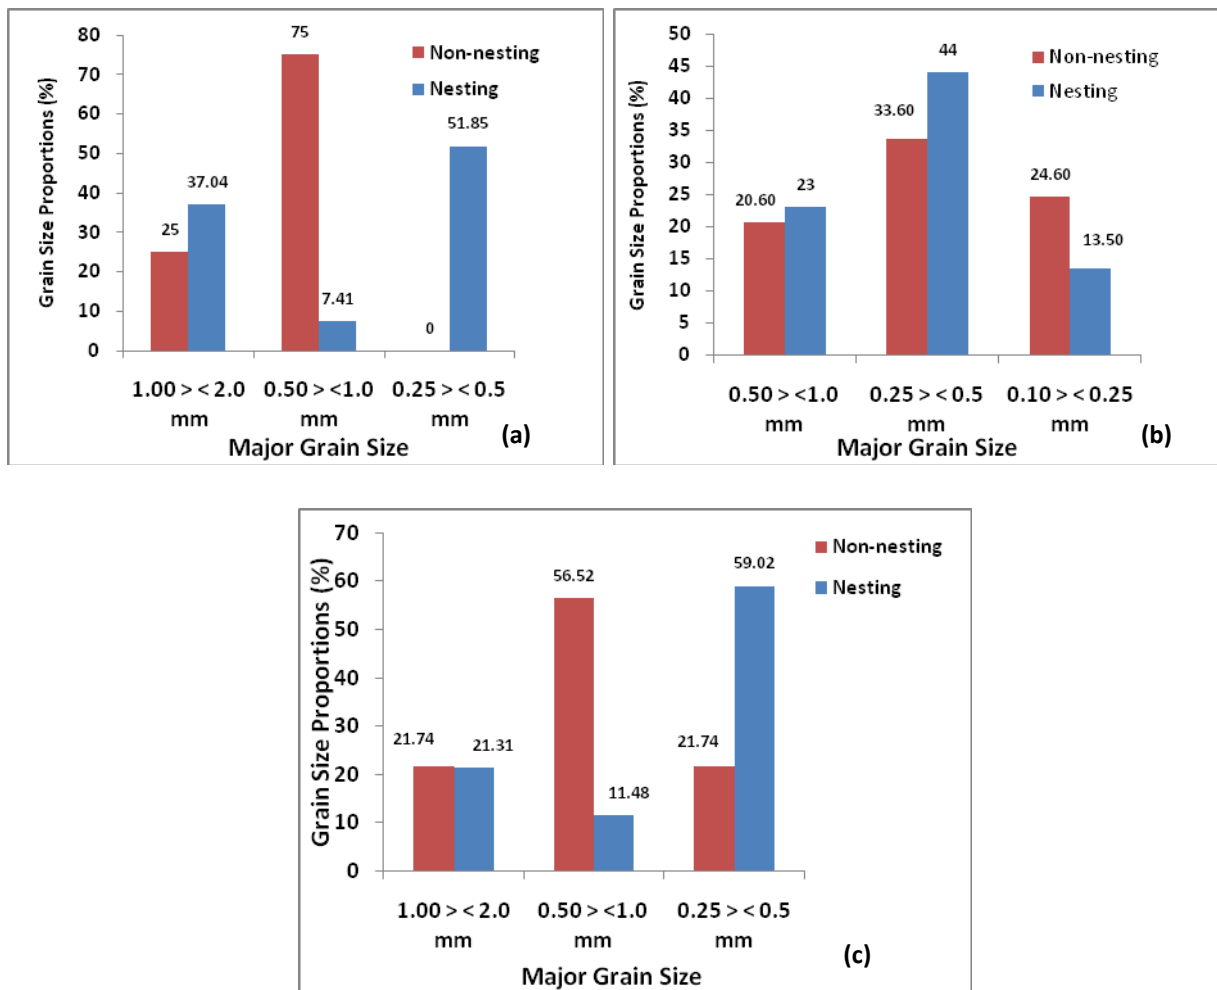 80
70
60
50
40
30
20
10
0
Grain Size Proportions (%)
Non-nesting
Nesting
25
37.04
75
7.41
0
51.85
1.00 > < 2.0 mm
0.50 > <1.0 mm
0.25 > < 0.5 mm
Major Grain Size
(a)
50
45
40
35
30
25
20
15
10
5
0
Grain Size Proportions (%)
Non-nesting
Nesting
20.60
23
33.60
44
24.60
13.50
0.50 > <1.0 mm
0.25 > < 0.5 mm
0.10 > < 0.25 mm
Major Grain Size
(b)
70
60
50
40
30
20
10
0
Grain Size Proportions (%)
Non-nesting
Nesting
21.74
21.31
56.52
11.48
21.74
59.02
1.00 > < 2.0 mm
0.50 > <1.0 mm
0.25 > < 0.5 mm
Major Grain Size
(c)